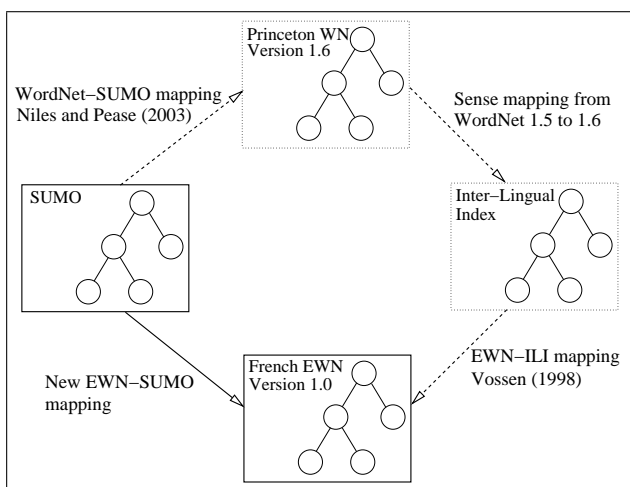 Princeton WN
Version 1.6
WordNet–SUMO mapping
Niles and Pease (2003)
Sense mapping from
WordNet 1.5 to 1.6
SUMO
Inter–Lingual
Index
New EWN–SUMO
mapping
French EWN
Version 1.0
EWN–ILI mapping
Vossen (1998)